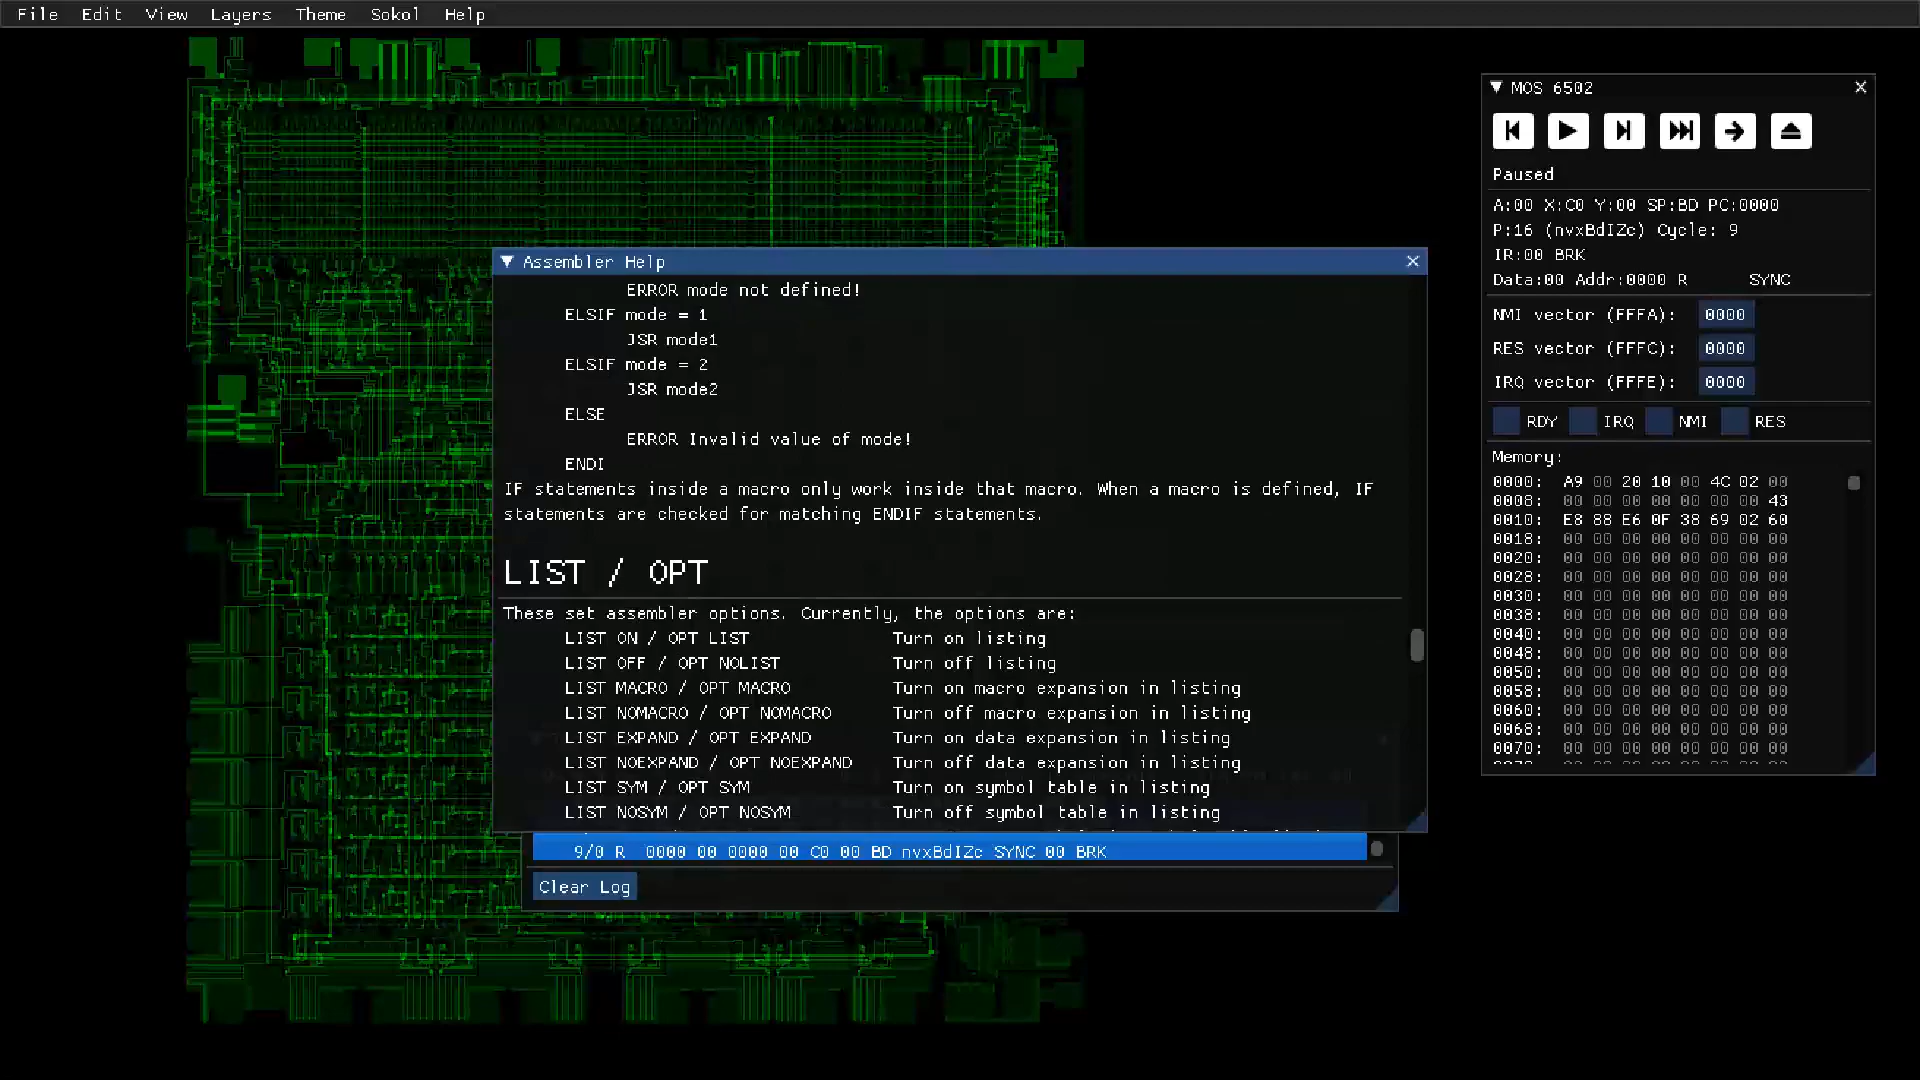 File Edit View Layers Theme Sokol Help
Assembler Help
ERROR mode not defined!
ELSIF mode = 1
JSR mode1
ELSIF mode = 2
JSR mode2
ELSE
ERROR Invalid value of mode!
ENDI
IF statements inside a macro only work inside that macro. When a macro is defined, IF
statements are checked for matching ENDIF statements.
LIST / OPT
These set assembler options. Currently, the options are:
LIST ON / OPT LIST Turn on listing
LIST OFF / OPT NOLIST Turn off listing
LIST MACRO / OPT MACRO Turn on macro expansion in listing
LIST NOMACRO / OPT NOMACRO Turn off macro expansion in listing
LIST EXPAND / OPT EXPAND Turn on data expansion in listing
LIST NOEXPAND / OPT NOEXPAND Turn off data expansion in listing
LIST SYM / OPT SYM Turn on symbol table in listing
LIST NOSYM / OPT NOSYM Turn off symbol table in listing
9/0 R 0000 00 0000 00 C0 00 BD nvxBdIZc SYNC 00 BRK
Clear Log
MOS 6502
Paused
A:00 X:C0 Y:00 SP:BD PC:0000
P:16 (nvxBdIZc) Cycle: 9
IR:00 BRK
Data:00 Addr:0000 R SYNC
NMI vector (FFFA): 0000
RES vector (FFFC): 0000
IRQ vector (FFFE): 0000
RDY IRQ NMI RES
Memory:
0000: A9 00 20 10 00 4C 02 00
0008: 00 00 00 00 00 00 00 43
0010: E8 88 E6 0F 38 69 02 60
0018: 00 00 00 00 00 00 00 00
0020: 00 00 00 00 00 00 00 00
0028: 00 00 00 00 00 00 00 00
0030: 00 00 00 00 00 00 00 00
0038: 00 00 00 00 00 00 00 00
0040: 00 00 00 00 00 00 00 00
0048: 00 00 00 00 00 00 00 00
0050: 00 00 00 00 00 00 00 00
0058: 00 00 00 00 00 00 00 00
0060: 00 00 00 00 00 00 00 00
0068: 00 00 00 00 00 00 00 00
0070: 00 00 00 00 00 00 00 00